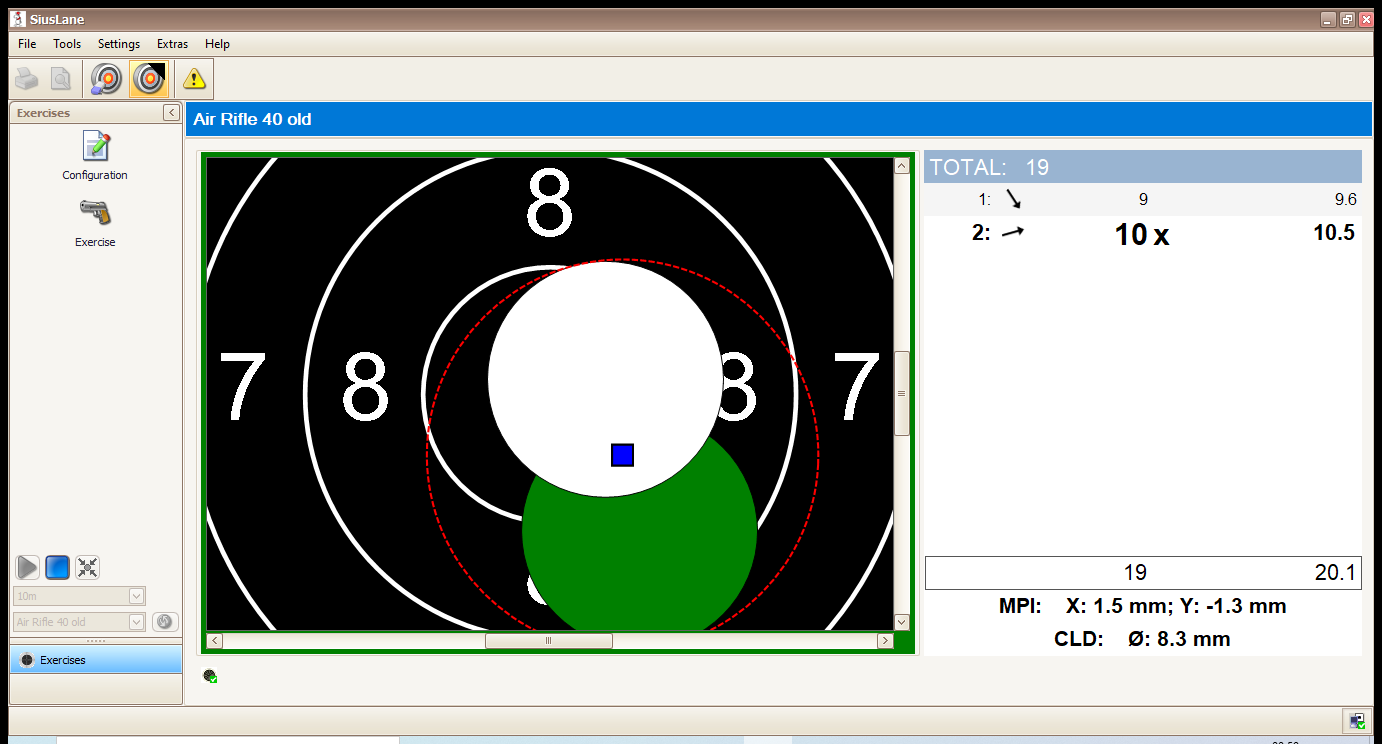 SiusLane
File Tools Settings Extras Help
Exercises
Configuration
Exercise
10m
Air Rifle 40 old
Exercises
Air Rifle 40 old
8
7 8 8 7
TOTAL: 19
1: 9 9.6
2: 10 x 10.5
19 20.1
MPI: X: 1.5 mm; Y: -1.3 mm
CLD: Ø: 8.3 mm